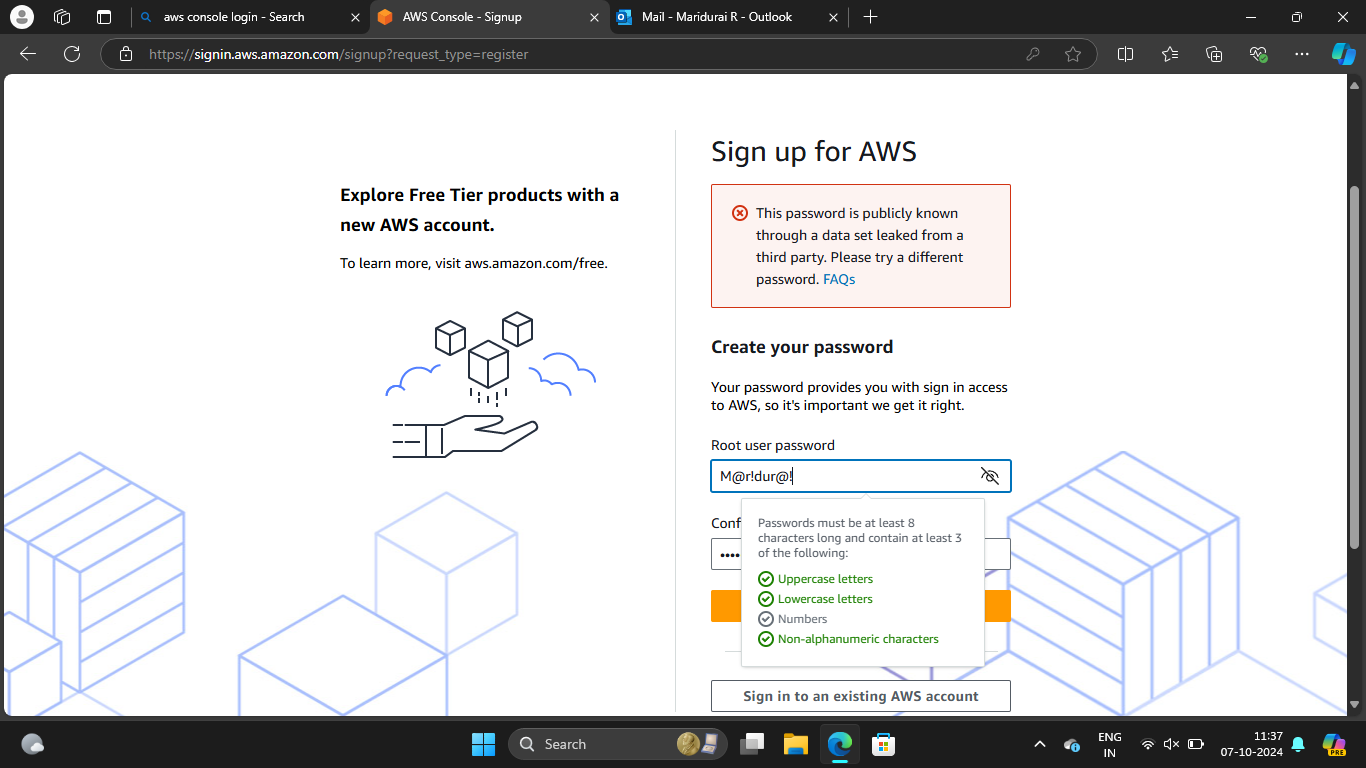 aws console login - Search
AWS Console - Signup
Mail - Maridurai R - Outlook
https://signin.aws.amazon.com/signup?request_type=register
Explore Free Tier products with a
new AWS account.
To learn more, visit aws.amazon.com/free.
Sign up for AWS
This password is publicly known
through a data set leaked from a
third party. Please try a different
password. FAQs
Create your password
Your password provides you with sign in access
to AWS, so it's important we get it right.
Root user password
M@r!dur@!
Conf
Passwords must be at least 8
characters long and contain at least 3
of the following:
Uppercase letters
Lowercase letters
Numbers
Non-alphanumeric characters
Sign in to an existing AWS account
Search
ENG
IN
11:37
07-10-2024
PRE